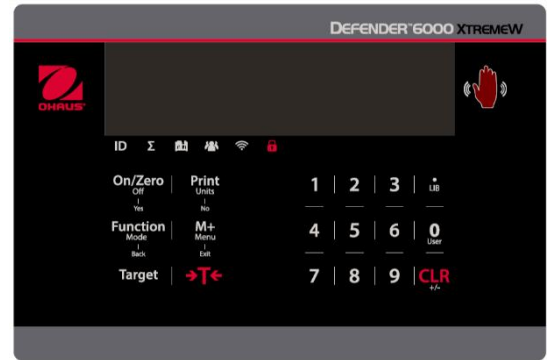 DEFENDER™6000 XTREMEW
OHAUS®
ID Σ
On/Zero
Off
Yes
Print
Units
No
1 2 3 .
LIB
Function
Mode
Back
M+
Menu
Exit
4 5 6 0
User
Target →T←
7 8 9 CLR
+/-